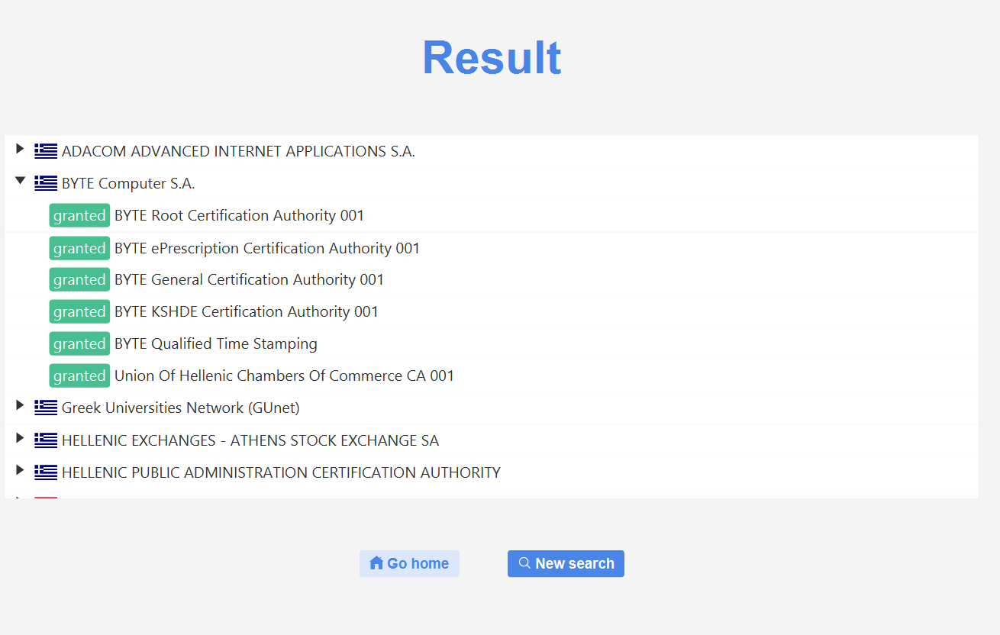 Result
ADACOM ADVANCED INTERNET APPLICATIONS S.A.
BYTE Computer S.A.
granted BYTE Root Certification Authority 001
granted BYTE ePrescription Certification Authority 001
granted BYTE General Certification Authority 001
granted BYTE KSHDE Certification Authority 001
granted BYTE Qualified Time Stamping
granted Union Of Hellenic Chambers Of Commerce CA 001
Greek Universities Network (GUnet)
HELLENIC EXCHANGES - ATHENS STOCK EXCHANGE SA
HELLENIC PUBLIC ADMINISTRATION CERTIFICATION AUTHORITY
Go home
New search